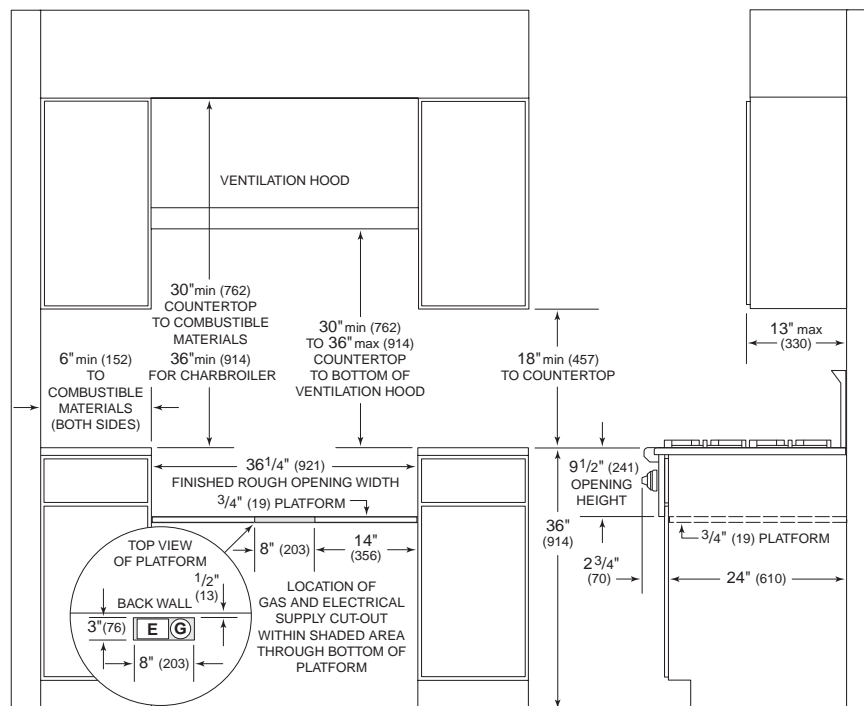 VENTILATION HOOD
30" min (762)
COUNTERTOP
TO COMBUSTIBLE
MATERIALS
36" min (914)
FOR CHARBROILER
30" min (762)
TO 36" max (914)
COUNTERTOP
TO BOTTOM OF
VENTILATION HOOD
6" min (152)
TO
COMBUSTIBLE
MATERIALS
(BOTH SIDES)
18" min (457)
TO COUNTERTOP
13" max
(330)
36 1/4" (921)
FINISHED ROUGH OPENING WIDTH
3/4" (19) PLATFORM
9 1/2" (241)
OPENING
HEIGHT
36"
(914)
3/4" (19) PLATFORM
2 3/4"
(70)
24" (610)
8" (203)
14"
(356)
TOP VIEW
OF PLATFORM
1/2"
(13)
BACK WALL
3" (76)
E G
8" (203)
LOCATION OF
GAS AND ELECTRICAL
SUPPLY CUT-OUT
WITHIN SHADED AREA
THROUGH BOTTOM OF
PLATFORM